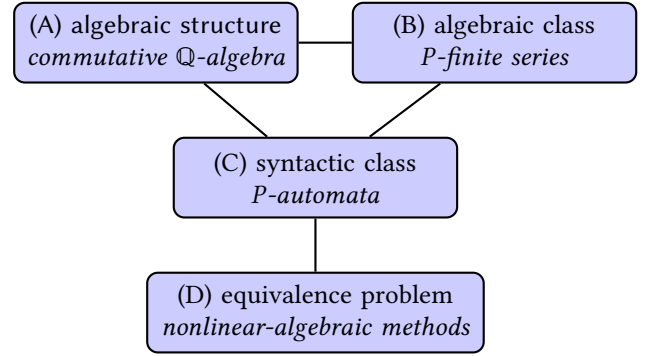 (A) algebraic structure
commutative ℚ-algebra
(B) algebraic class
P-finite series
(C) syntactic class
P-automata
(D) equivalence problem
nonlinear-algebraic methods